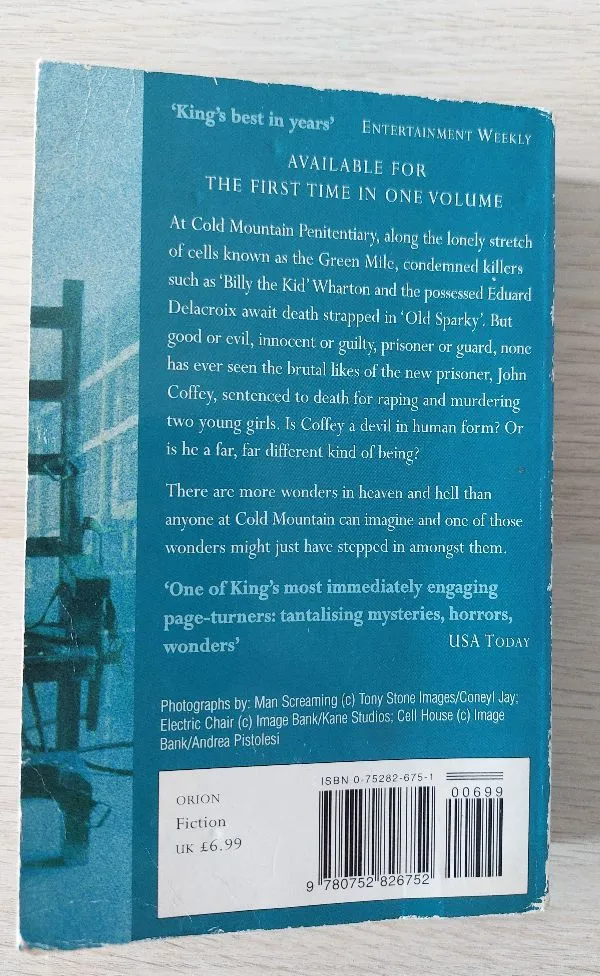 ‘King’s best in years’ ENTERTAINMENT WEEKLY
AVAILABLE FOR
THE FIRST TIME IN ONE VOLUME
At Cold Mountain Penitentiary, along the lonely stretch
of cells known as the Green Mile, condemned killers
such as ‘Billy the Kid’ Wharton and the possessed Eduard
Delacroix await death strapped in ‘Old Sparky’. But
good or evil, innocent or guilty, prisoner or guard, none
has ever seen the brutal likes of the new prisoner, John
Coffey, sentenced to death for raping and murdering
two young girls. Is Coffey a devil in human form? Or
is he a far, far different kind of being?
There are more wonders in heaven and hell than
anyone at Cold Mountain can imagine and one of those
wonders might just have stepped in amongst them.
‘One of King’s most immediately engaging
page-turners: tantalising mysteries, horrors,
wonders’ USA TODAY
Photographs by: Man Screaming (c) Tony Stone Images/Coneyl Jay;
Electric Chair (c) Image Bank/Kane Studios; Cell House (c) Image
Bank/Andrea Pistolesi
ORION
Fiction
UK £6.99
ISBN 0-75282-675-1
00699
9 780752 826752